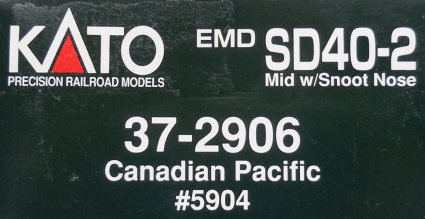 KATO
PRECISION RAILROAD MODELS
EMD SD40-2
Mid w/Snoot Nose
37-2906
Canadian Pacific
#5904